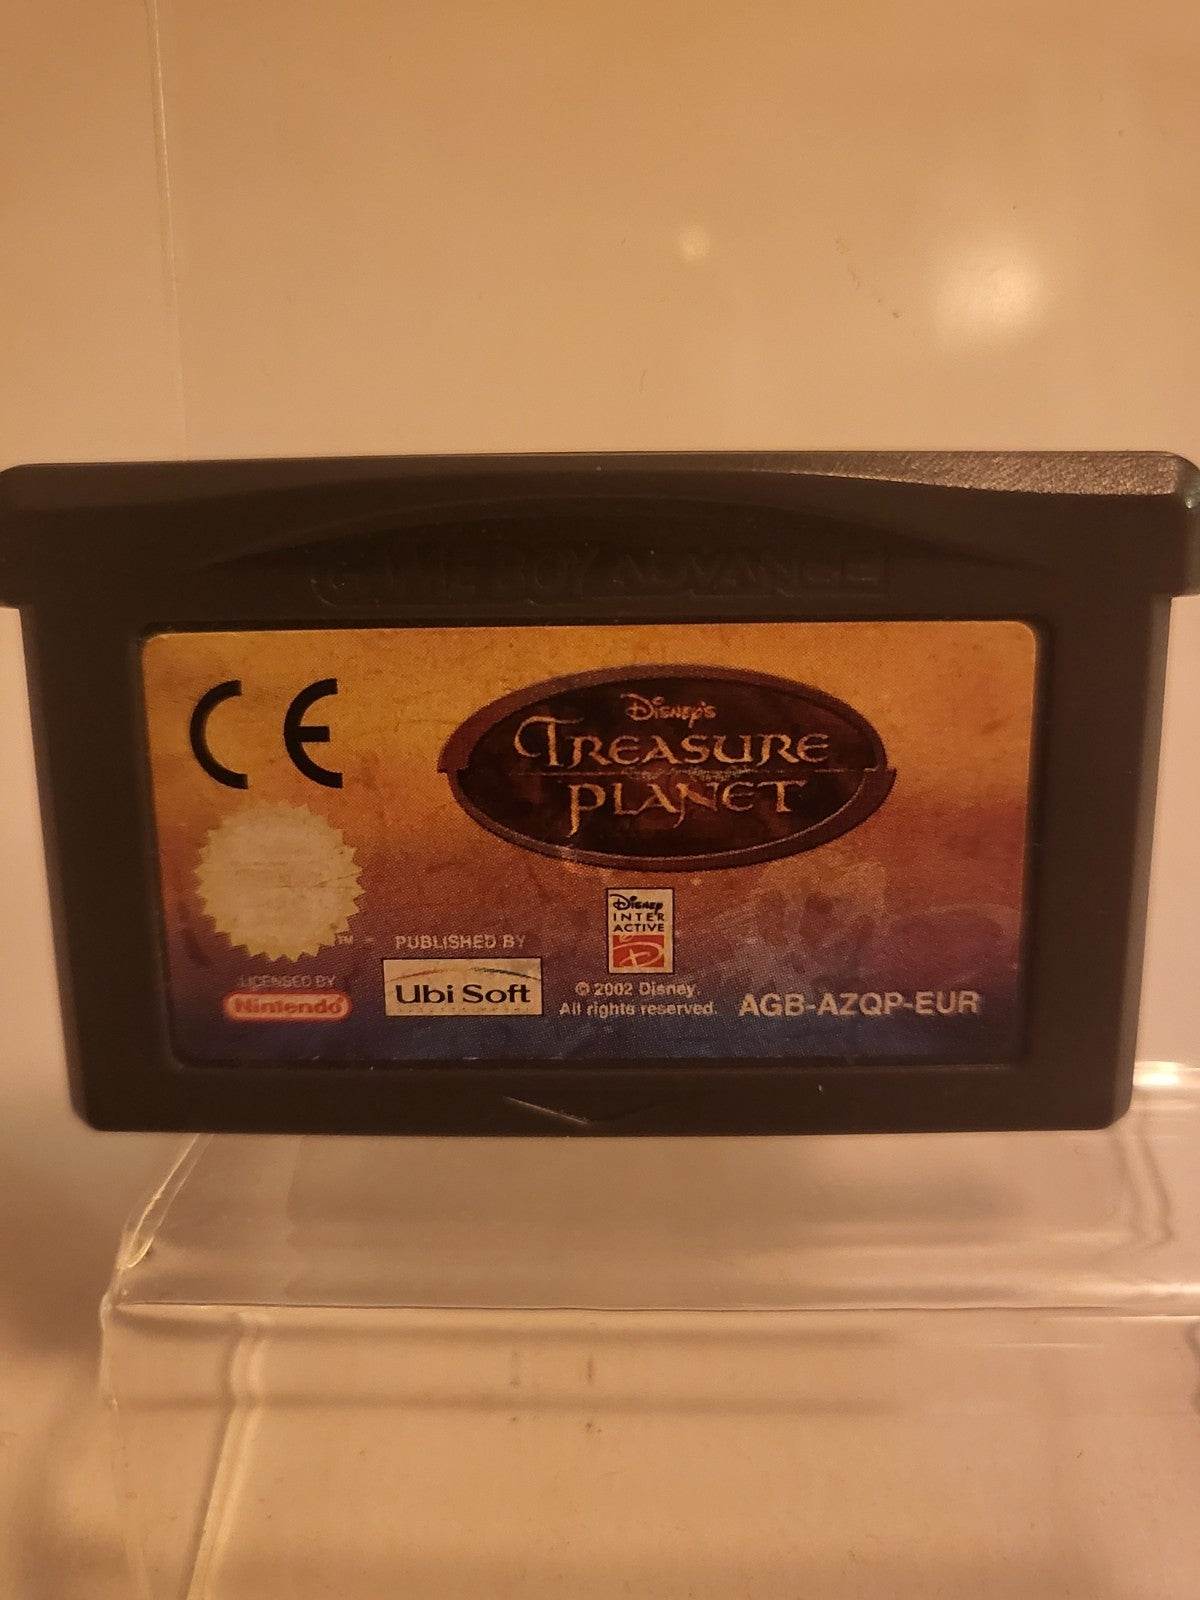 GAME BOY ADVANCE
CE
Disney's
TREASURE
PLANET
Disney
INTER
ACTIVE
TM
PUBLISHED BY
Ubi Soft
LICENSED BY
Nintendo
© 2002 Disney.
All rights reserved.
AGB-AZQP-EUR